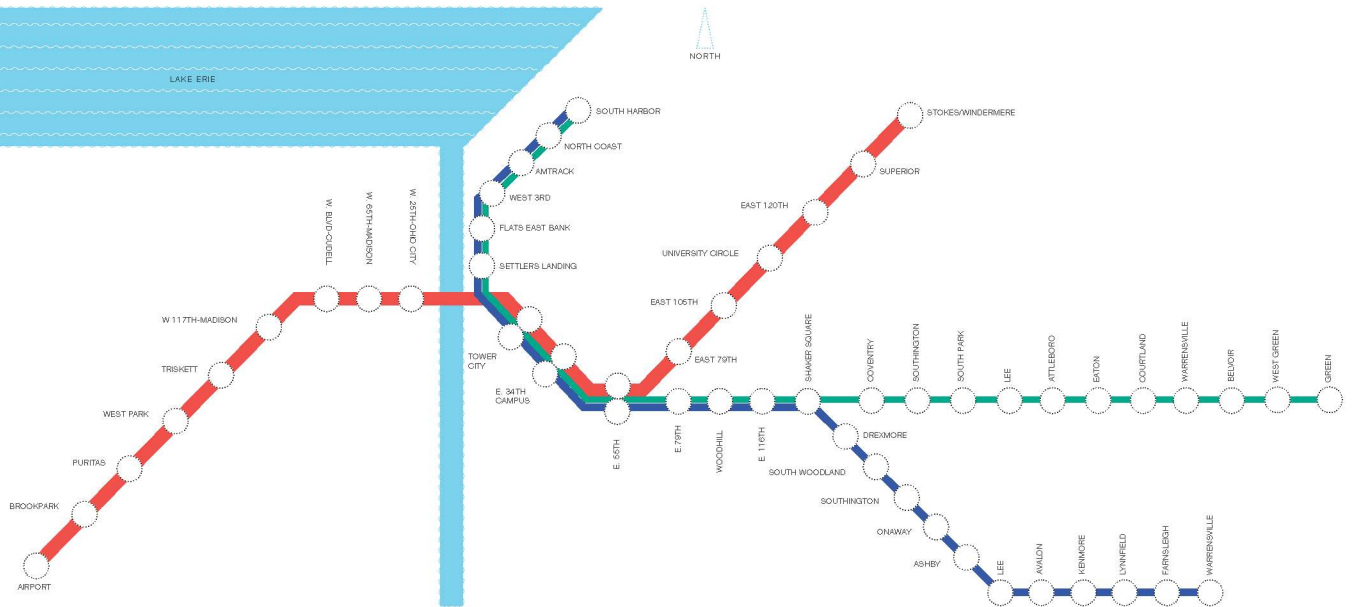 NORTH
LAKE ERIE
SOUTH HARBOR
NORTH COAST
AMTRACK
WEST 3RD
FLATS EAST BANK
SETTLERS LANDING
STOKES/WINDERMERE
SUPERIOR
EAST 120TH
UNIVERSITY CIRCLE
EAST 105TH
EAST 79TH
W. BLVD-CUDELL
W. 65TH-MADISON
W. 25TH-OHIO CITY
W 117TH-MADISON
TRISKETT
WEST PARK
PURITAS
BROOKPARK
AIRPORT
TOWER
CITY
E. 34TH
CAMPUS
E. 55TH
E.79TH
WOODHILL
E. 116TH
SHAKER SQUARE
COVENTRY
SOUTHINGTON
SOUTH PARK
LEE
ATTLEBORO
EATON
COURTLAND
WARRENSVILLE
BELVOIR
WEST GREEN
GREEN
DREXMORE
SOUTH WOODLAND
SOUTHINGTON
ONAWAY
ASHBY
LEE
AVALON
KENMORE
LYNNFIELD
FARNSLEIGH
WARRENSVILLE